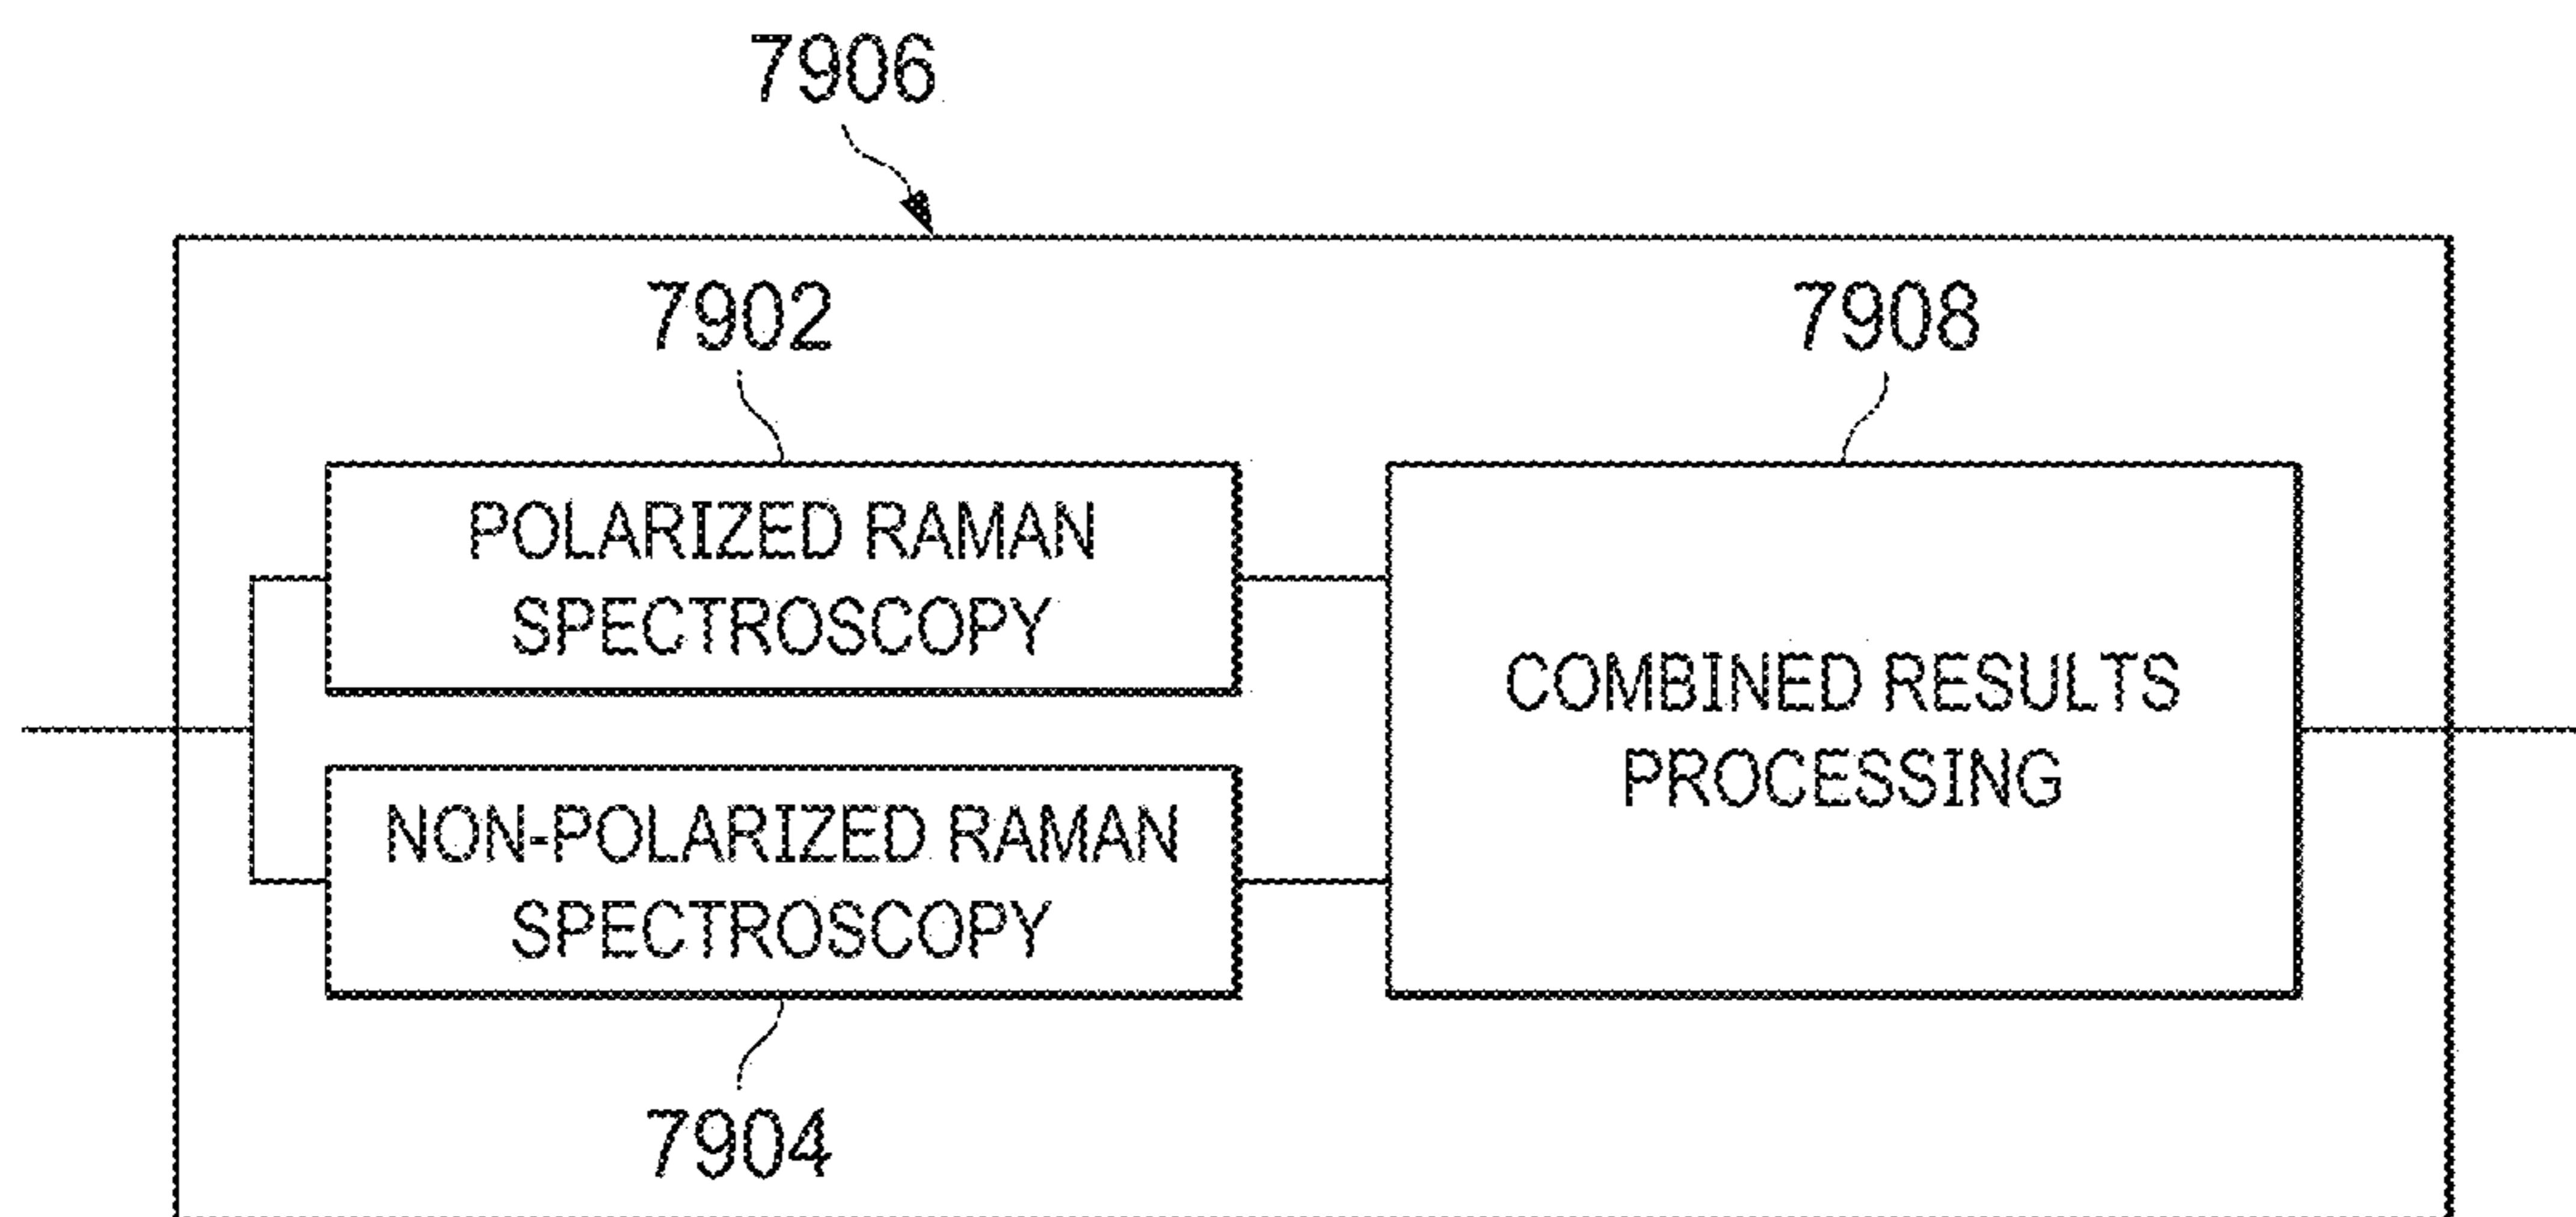 7906
7902
7908
POLARIZED RAMAN
SPECTROSCOPY
COMBINED RESULTS
PROCESSING
NON-POLARIZED RAMAN
SPECTROSCOPY
7904